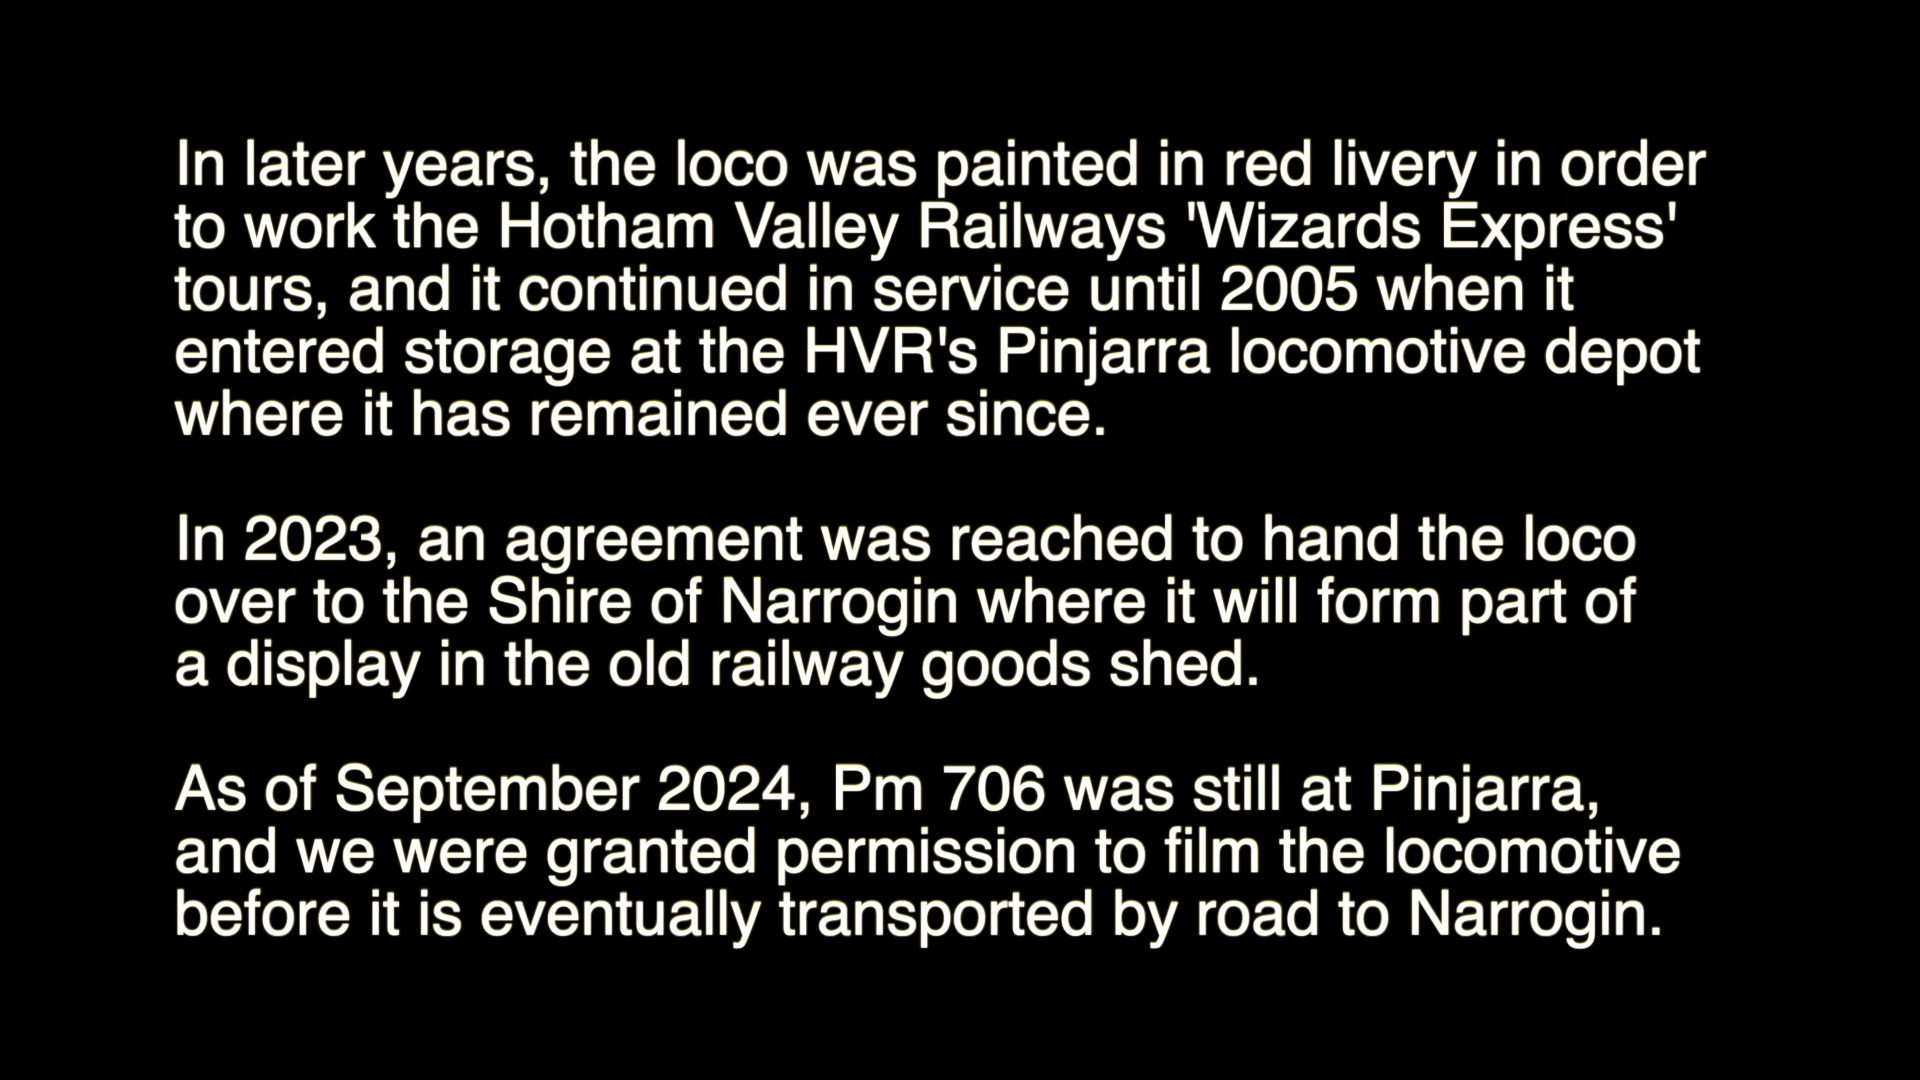 In later years, the loco was painted in red livery in order
to work the Hotham Valley Railways 'Wizards Express'
tours, and it continued in service until 2005 when it
entered storage at the HVR's Pinjarra locomotive depot
where it has remained ever since.
In 2023, an agreement was reached to hand the loco
over to the Shire of Narrogin where it will form part of
a display in the old railway goods shed.
As of September 2024, Pm 706 was still at Pinjarra,
and we were granted permission to film the locomotive
before it is eventually transported by road to Narrogin.